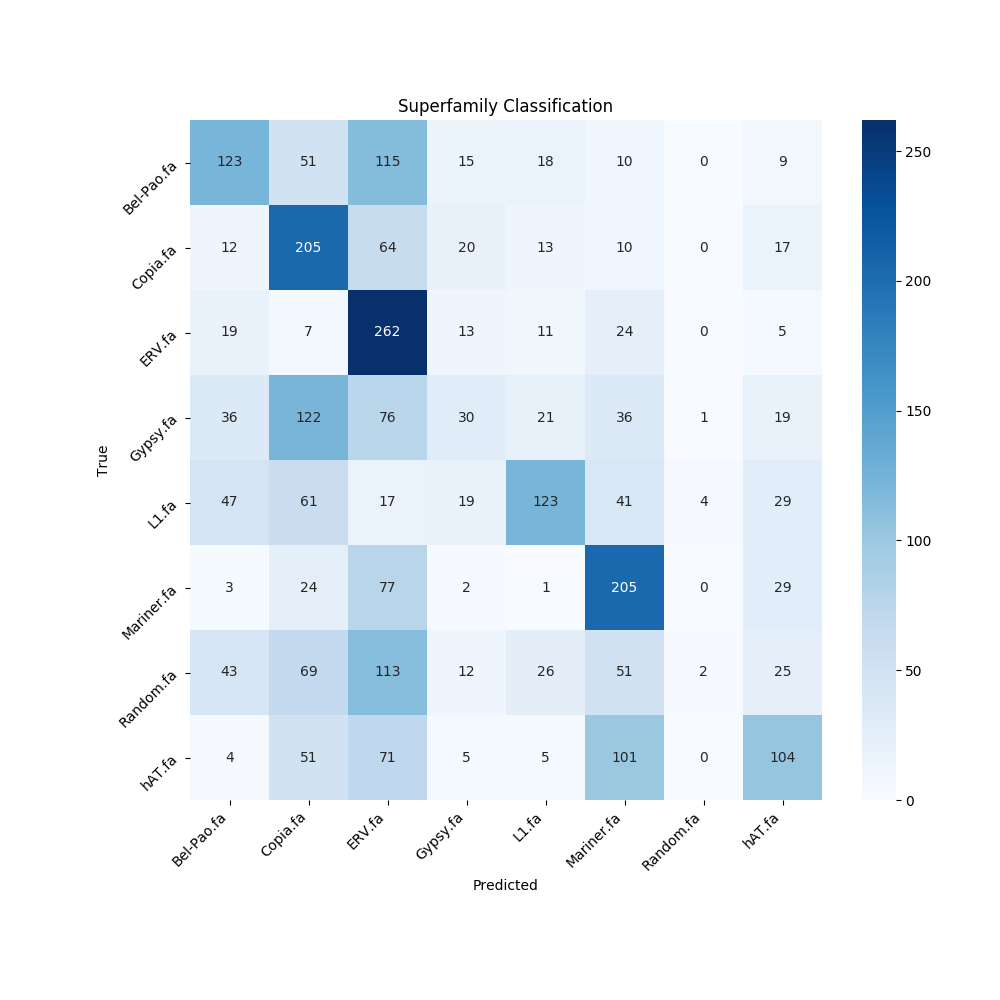 Superfamily Classification
Bel-Pao.fa 123 51 115 15 18 10 0 9
Copia.fa 12 205 64 20 13 10 0 17
ERV.fa 19 7 262 13 11 24 0 5
Gypsy.fa 36 122 76 30 21 36 1 19
L1.fa 47 61 17 19 123 41 4 29
Mariner.fa 3 24 77 2 1 205 0 29
Random.fa 43 69 113 12 26 51 2 25
hAT.fa 4 51 71 5 5 101 0 104
Bel-Pao.fa Copia.fa ERV.fa Gypsy.fa L1.fa Mariner.fa Random.fa hAT.fa
Predicted
True
250
200
150
100
50
0